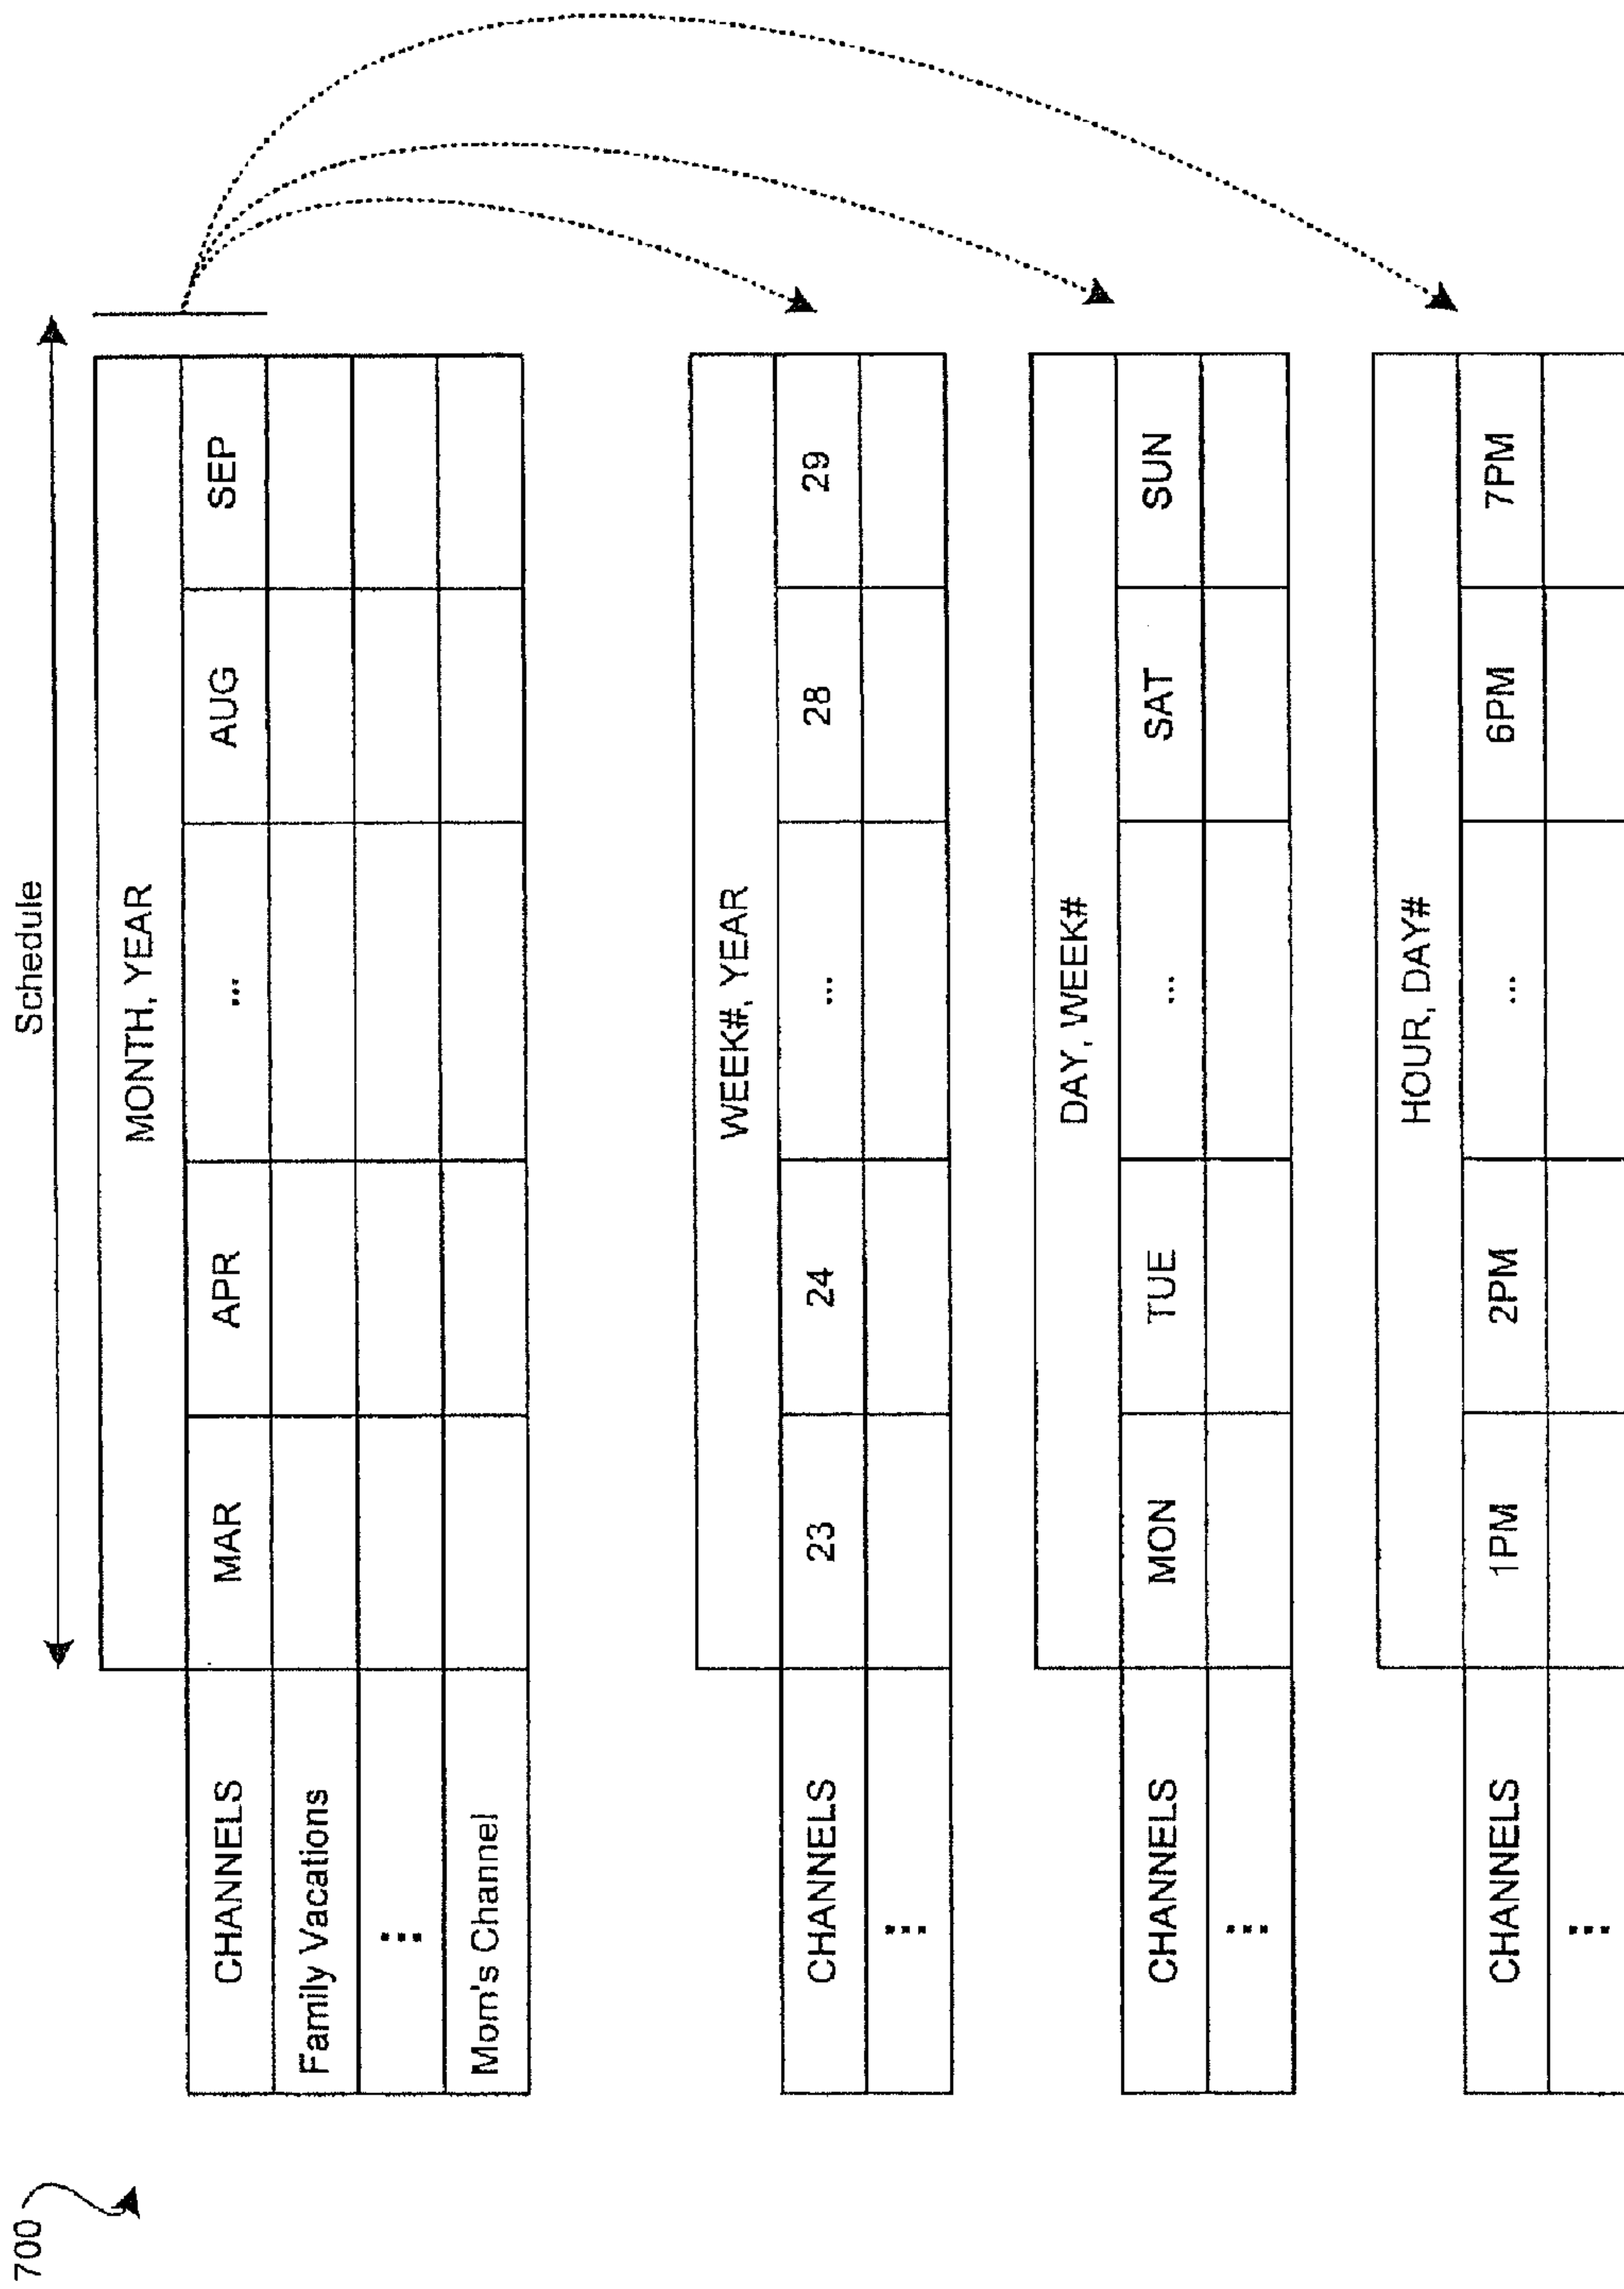 700
Schedule
MONTH, YEAR
CHANNELS MAR APR ... AUG SEP
Family Vacations
...
Mom's Channel
WEEK#, YEAR
CHANNELS 23 24 ... 28 29
...
DAY, WEEK#
CHANNELS MON TUE ... SAT SUN
...
HOUR, DAY#
CHANNELS 1PM 2PM ... 6PM 7PM
...